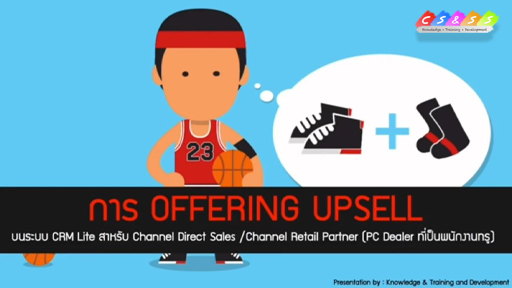 CS&SS
Knowledge & Training & Development
23
การ OFFERING UPSELL
บนระบบ CRM Lite สำหรับ Channel Direct Sales /Channel Retail Partner (PC Dealer ที่เป็นพนักงานทรู)
Presentation by : Knowledge & Training and Development